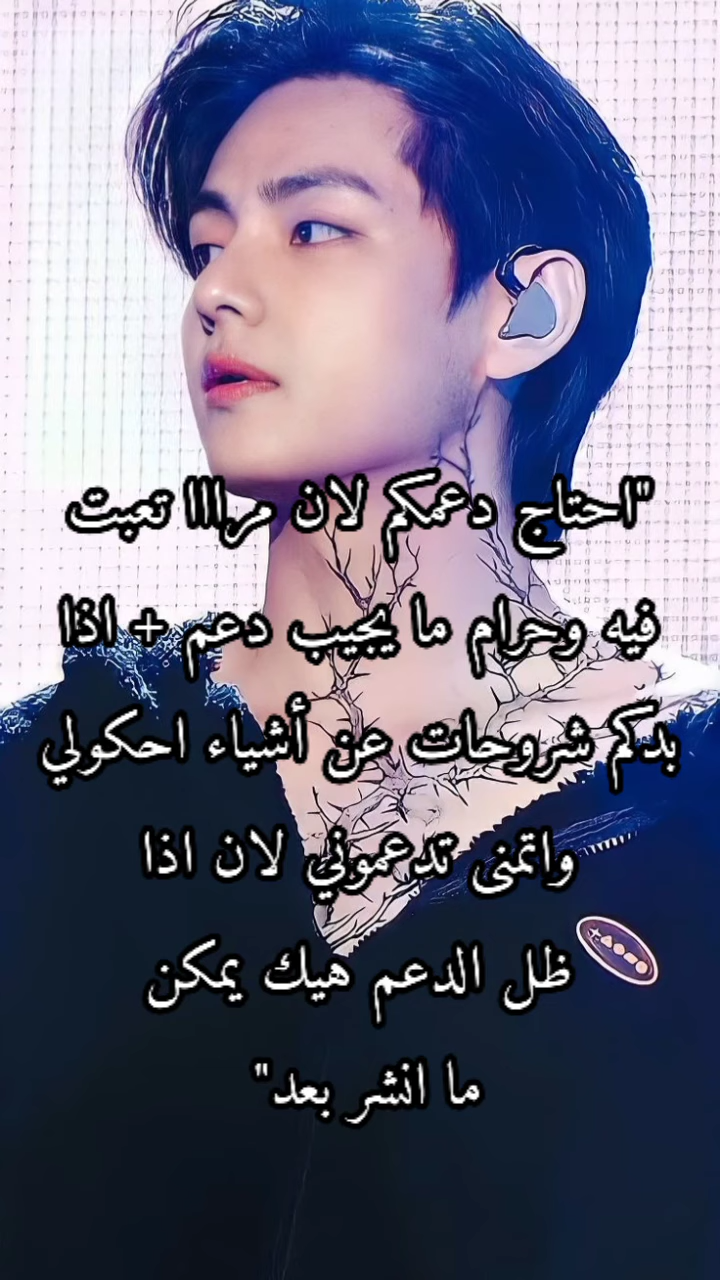 "احتاج دعمكم لان مرااا تعبت
فيه وحرام ما يجيب دعم + اذا
بدكم شروحات عن أشياء احكولي
واتمنى تدعموني لان اذا
ظل الدعم هيك يمكن
ما انشر بعد"